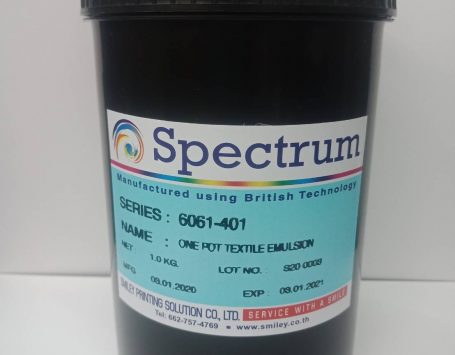 Spectrum
Manufactured using British Technology
SERIES : 6061-401
NAME : ONE POT TEXTILE EMULSION
NET 1.0 KG. LOT NO. : S20 0003
MFG 03.01.2020 EXP : 03.01.2021
SMILEY PRINTING SOLUTION CO., LTD. SERVICE WITH A SMILE
Tel: 662-757-4769 ■ www.smiley.co.th